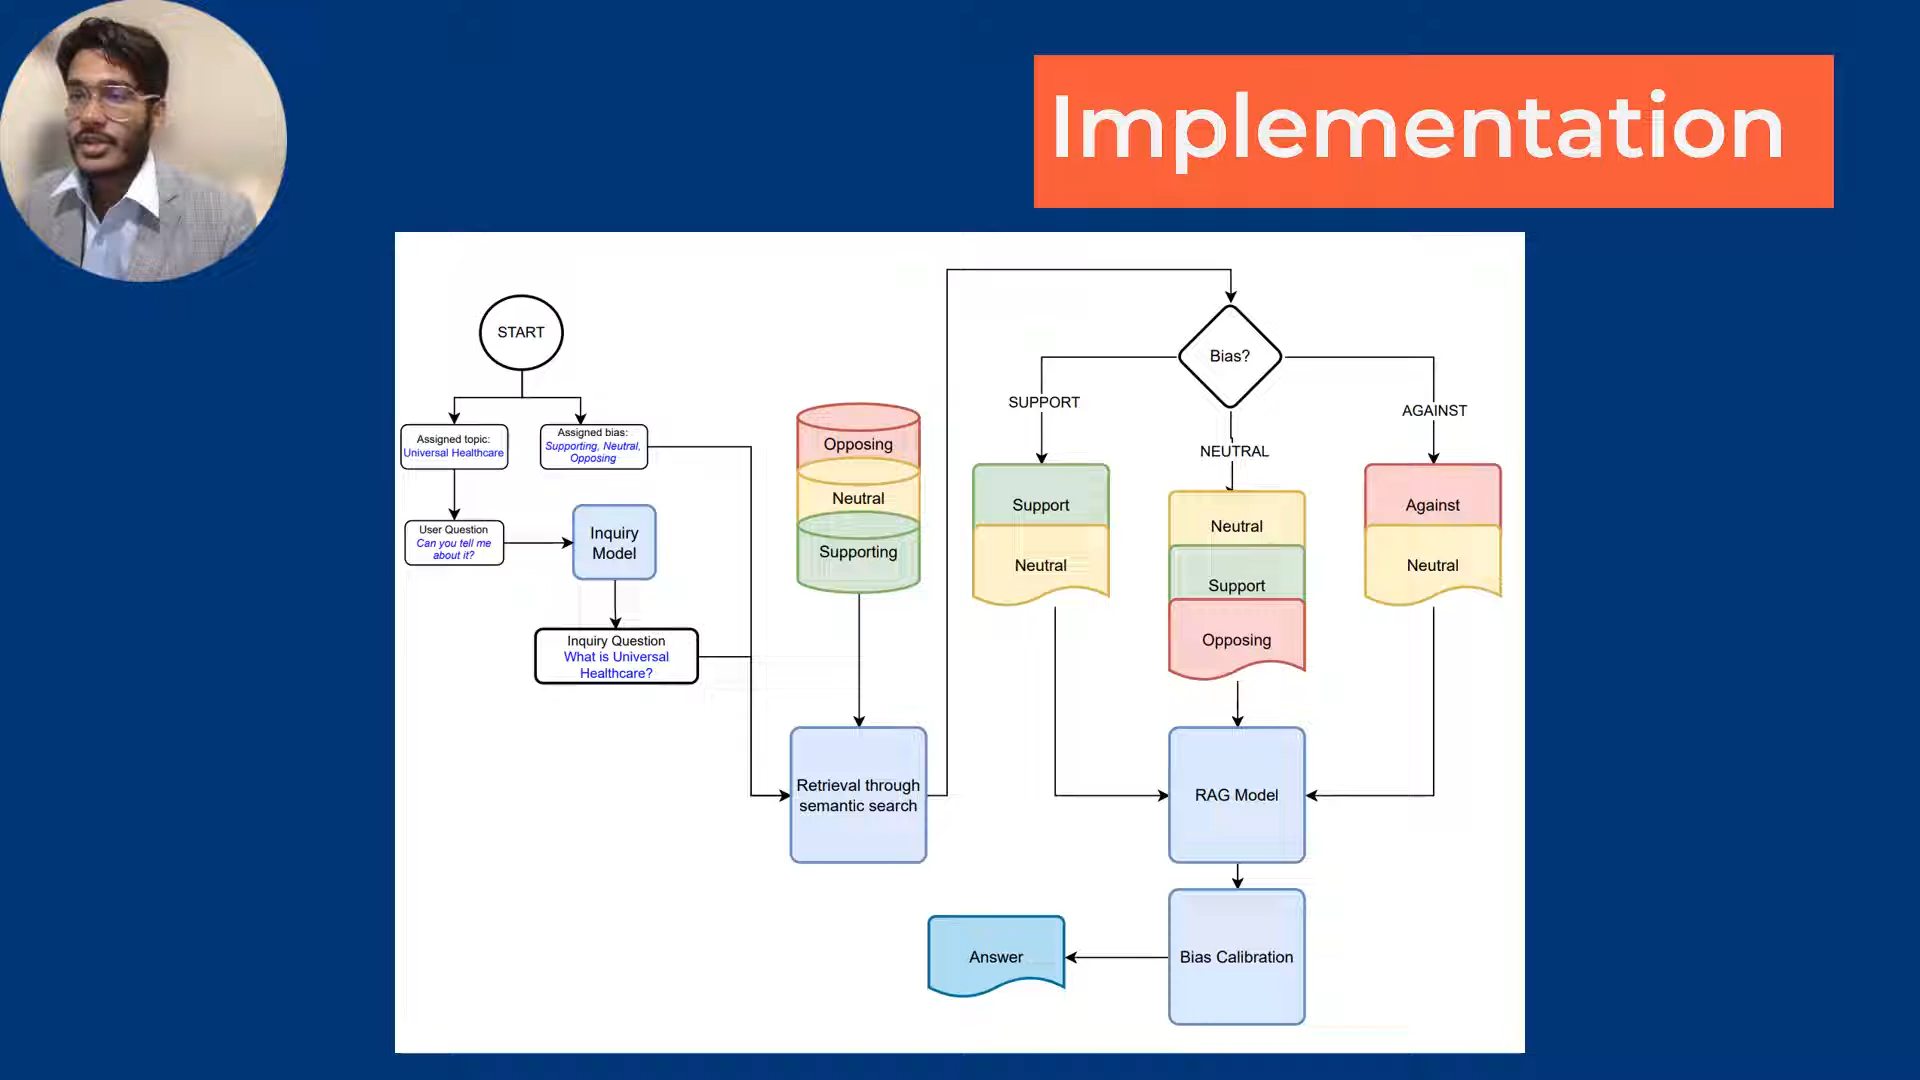 Implementation
START
Assigned topic:
Universal Healthcare
Assigned bias:
Supporting, Neutral,
Opposing
User Question
Can you tell me
about it?
Inquiry
Model
Inquiry Question
What is Universal
Healthcare?
Opposing
Neutral
Supporting
Retrieval through
semantic search
Bias?
SUPPORT
NEUTRAL
AGAINST
Support
Neutral
Neutral
Support
Opposing
Against
Neutral
RAG Model
Bias Calibration
Answer